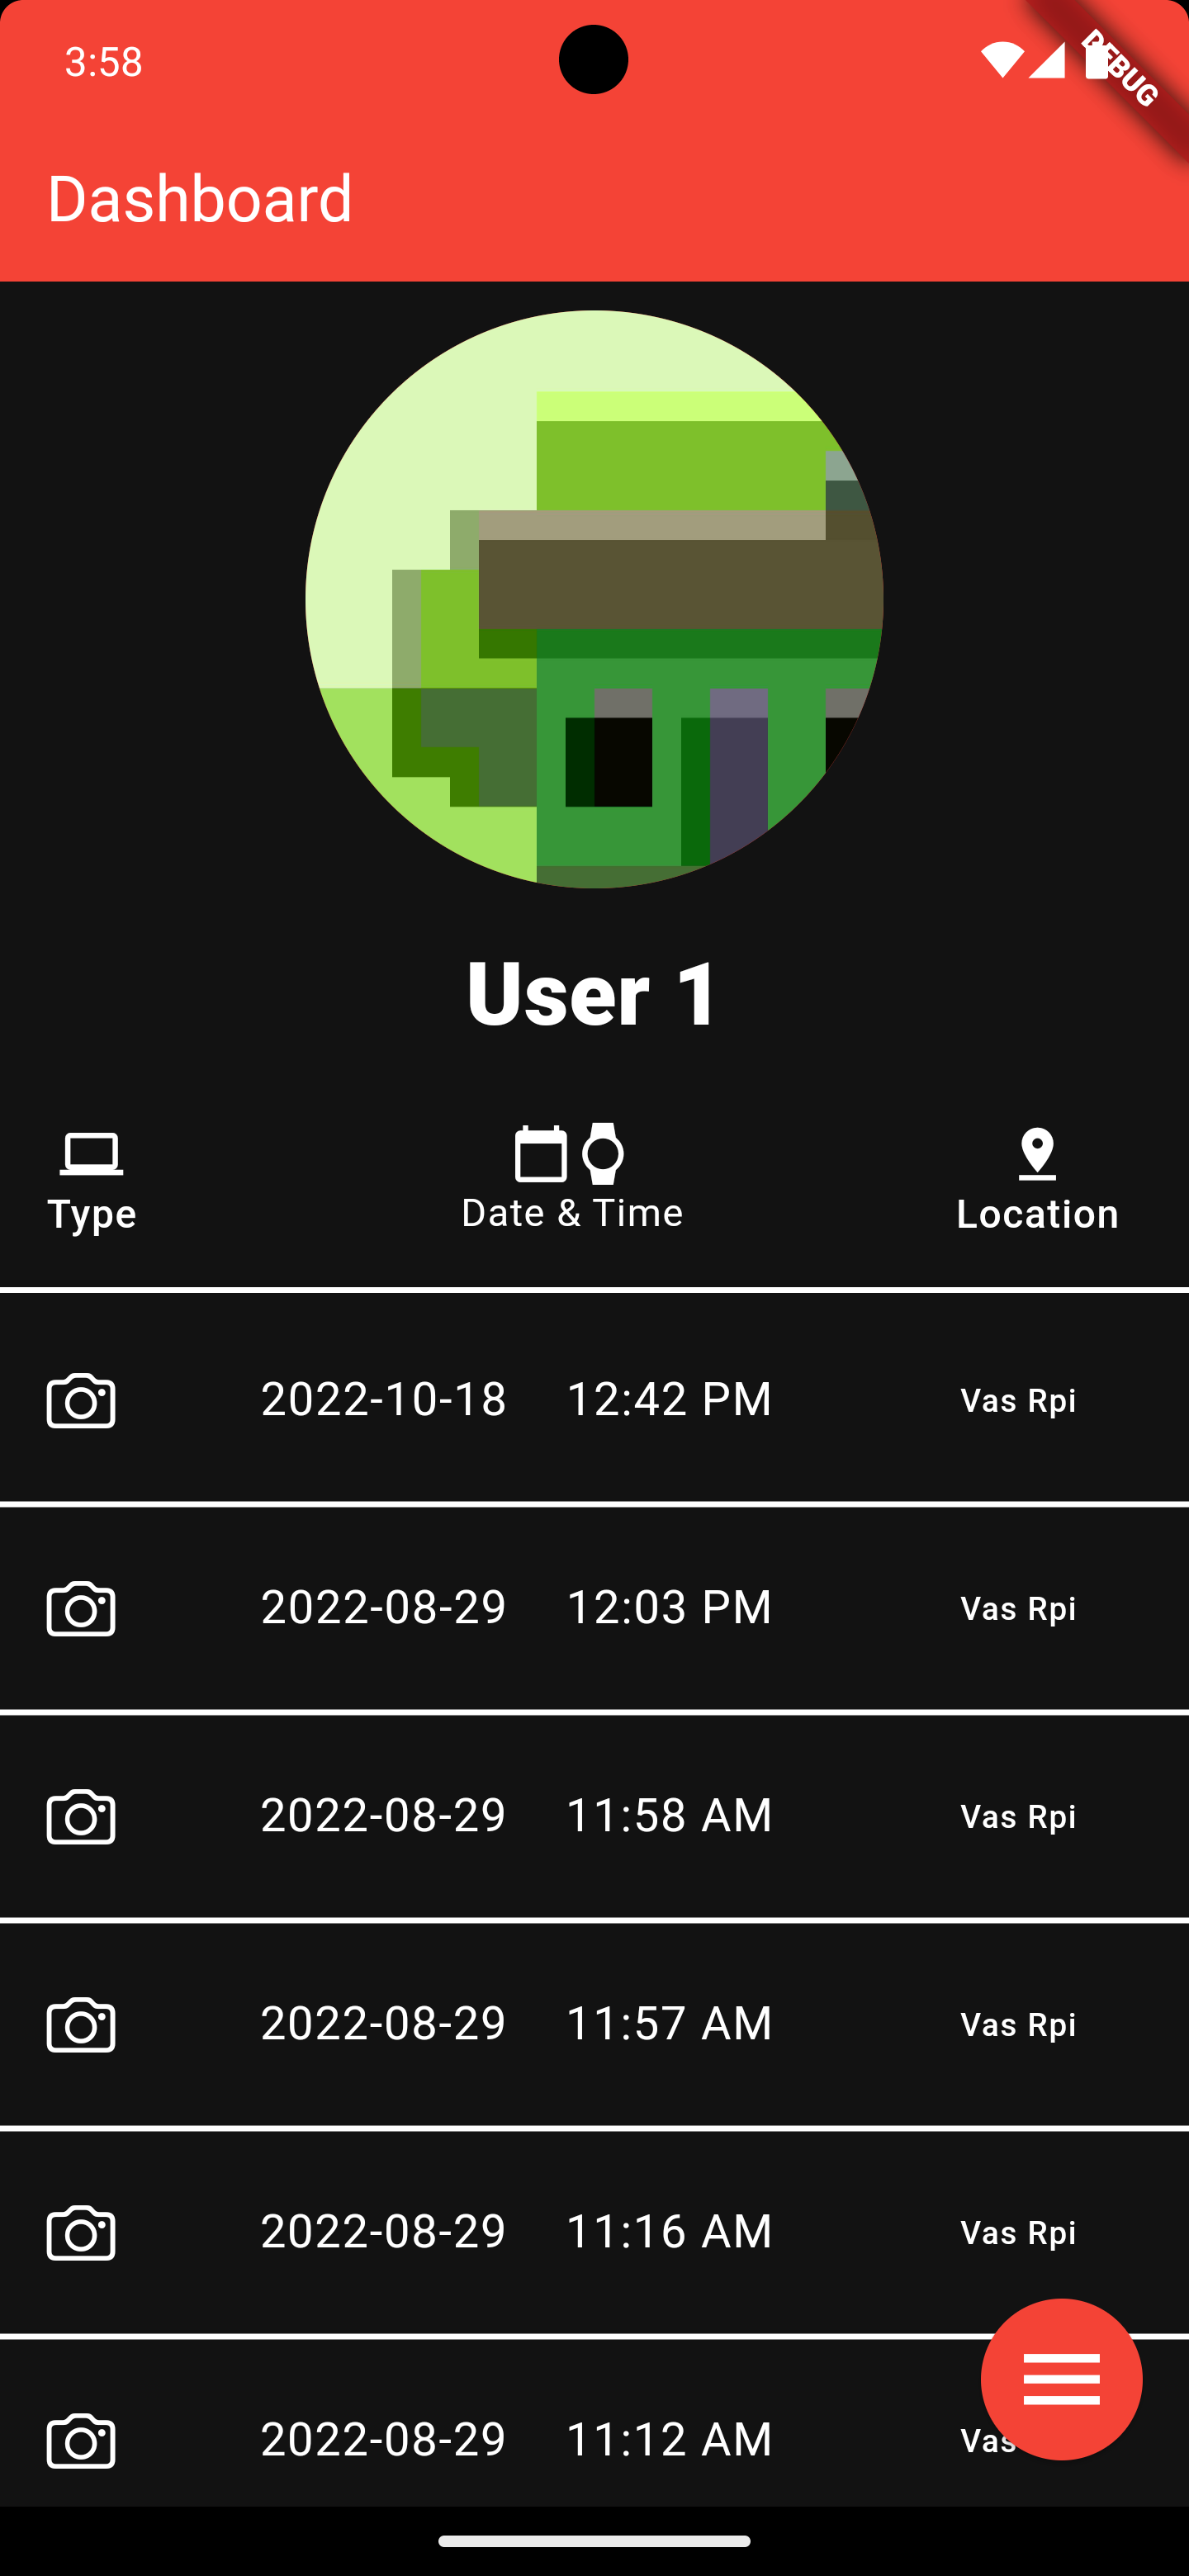 3:58
DEBUG
Dashboard
User 1
Type Date & Time Location
2022-10-18 12:42 PM Vas Rpi
2022-08-29 12:03 PM Vas Rpi
2022-08-29 11:58 AM Vas Rpi
2022-08-29 11:57 AM Vas Rpi
2022-08-29 11:16 AM Vas Rpi
2022-08-29 11:12 AM Vas